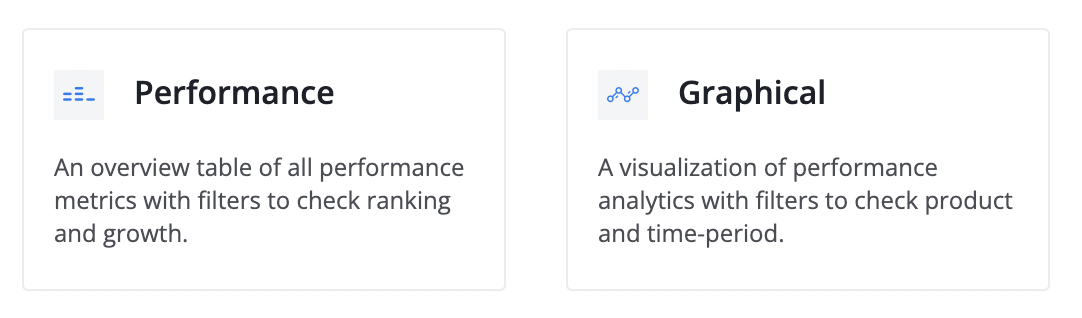 Performance
An overview table of all performance
metrics with filters to check ranking
and growth.
Graphical
A visualization of performance
analytics with filters to check product
and time-period.